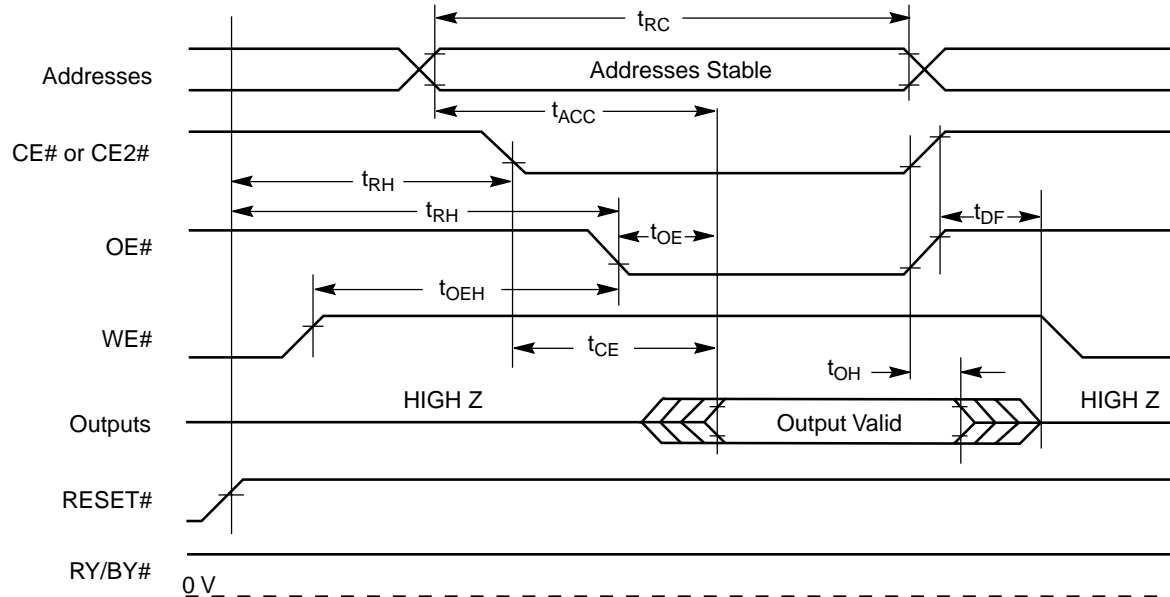 tRC
Addresses
Addresses Stable
tACC
CE# or CE2#
tRH
tRH
tDF
OE#
tOE
tOEH
WE#
tCE
tOH
HIGH Z
HIGH Z
Outputs
Output Valid
RESET#
RY/BY#
0 V